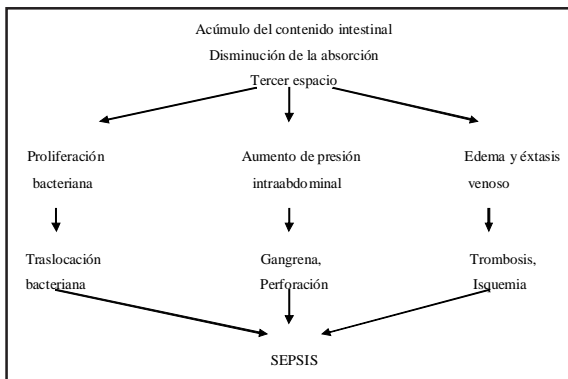 Acúmulo del contenido intestinal
Disminución de la absorción
Tercer espacio
Proliferación
bacteriana
Aumento de presión
intraabdominal
Edema y éxtasis
venoso
Traslocación
bacteriana
Gangrena,
Perforación
Trombosis,
Isquemia
SEPSIS